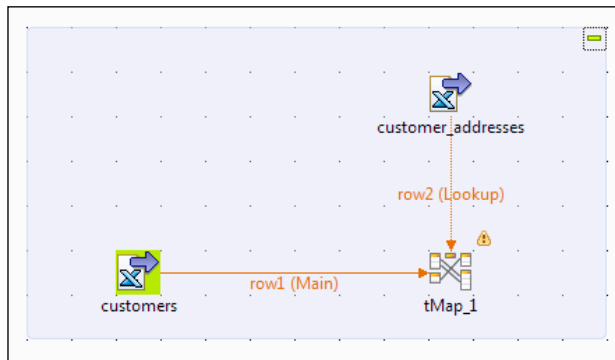 customer_addresses
row2 (Lookup)
row1 (Main)
customers
tMap_1